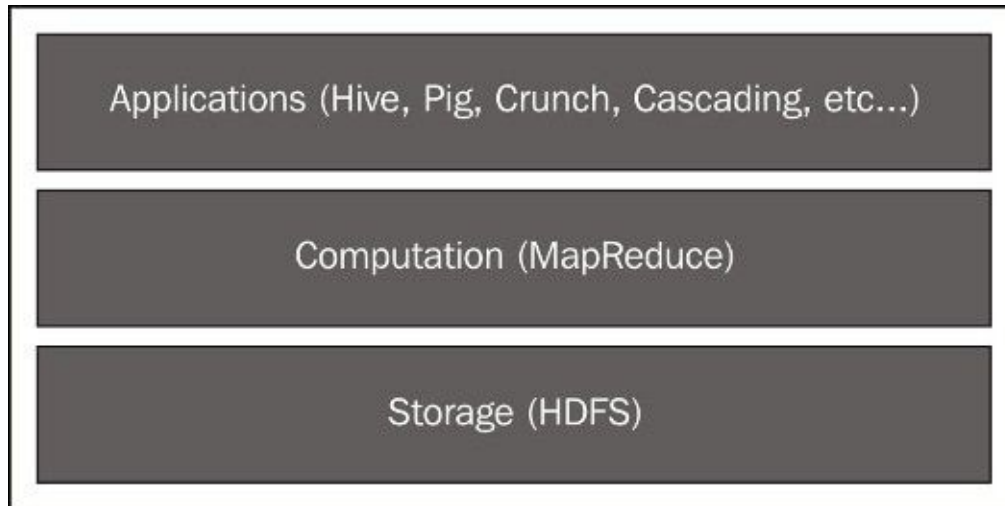 Applications (Hive, Pig, Crunch, Cascading, etc...)
Computation (MapReduce)
Storage (HDFS)